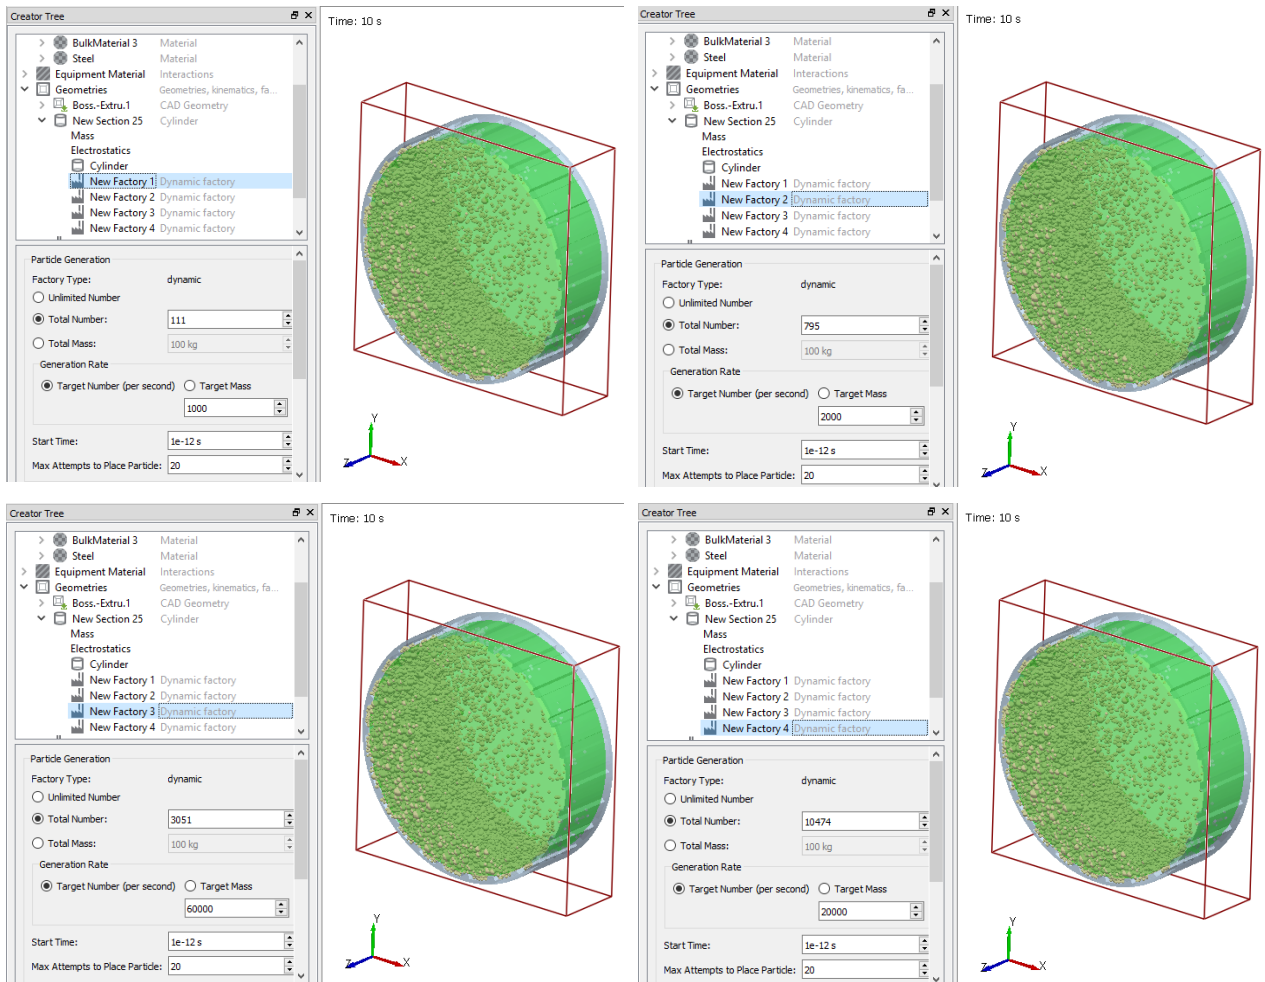 Creator Tree
Time: 10 s
BulkMaterial 3 Material
Steel Material
Equipment Material Interactions
Geometries Geometries, kinematics, fa...
Boss.-Extru.1 CAD Geometry
New Section 25 Cylinder
Mass
Electrostatics
Cylinder
New Factory 1 Dynamic factory
New Factory 2 Dynamic factory
New Factory 3 Dynamic factory
New Factory 4 Dynamic factory
Particle Generation
Factory Type: dynamic
Unlimited Number
Total Number: 111
Total Mass: 100 kg
Generation Rate
Target Number (per second) Target Mass
1000
Start Time: 1e-12 s
Max Attempts to Place Particle: 20
Y
Z
X
Creator Tree
Time: 10 s
BulkMaterial 3 Material
Steel Material
Equipment Material Interactions
Geometries Geometries, kinematics, fa...
Boss.-Extru.1 CAD Geometry
New Section 25 Cylinder
Mass
Electrostatics
Cylinder
New Factory 1 Dynamic factory
New Factory 2 Dynamic factory
New Factory 3 Dynamic factory
New Factory 4 Dynamic factory
Particle Generation
Factory Type: dynamic
Unlimited Number
Total Number: 795
Total Mass: 100 kg
Generation Rate
Target Number (per second) Target Mass
2000
Start Time: 1e-12 s
Max Attempts to Place Particle: 20
Y
Z
X
Creator Tree
Time: 10 s
BulkMaterial 3 Material
Steel Material
Equipment Material Interactions
Geometries Geometries, kinematics, fa...
Boss.-Extru.1 CAD Geometry
New Section 25 Cylinder
Mass
Electrostatics
Cylinder
New Factory 1 Dynamic factory
New Factory 2 Dynamic factory
New Factory 3 Dynamic factory
New Factory 4 Dynamic factory
Particle Generation
Factory Type: dynamic
Unlimited Number
Total Number: 3051
Total Mass: 100 kg
Generation Rate
Target Number (per second) Target Mass
60000
Start Time: 1e-12 s
Max Attempts to Place Particle: 20
Y
Z
X
Creator Tree
Time: 10 s
BulkMaterial 3 Material
Steel Material
Equipment Material Interactions
Geometries Geometries, kinematics, fa...
Boss.-Extru.1 CAD Geometry
New Section 25 Cylinder
Mass
Electrostatics
Cylinder
New Factory 1 Dynamic factory
New Factory 2 Dynamic factory
New Factory 3 Dynamic factory
New Factory 4 Dynamic factory
Particle Generation
Factory Type: dynamic
Unlimited Number
Total Number: 10474
Total Mass: 100 kg
Generation Rate
Target Number (per second) Target Mass
20000
Start Time: 1e-12 s
Max Attempts to Place Particle: 20
Y
Z
X